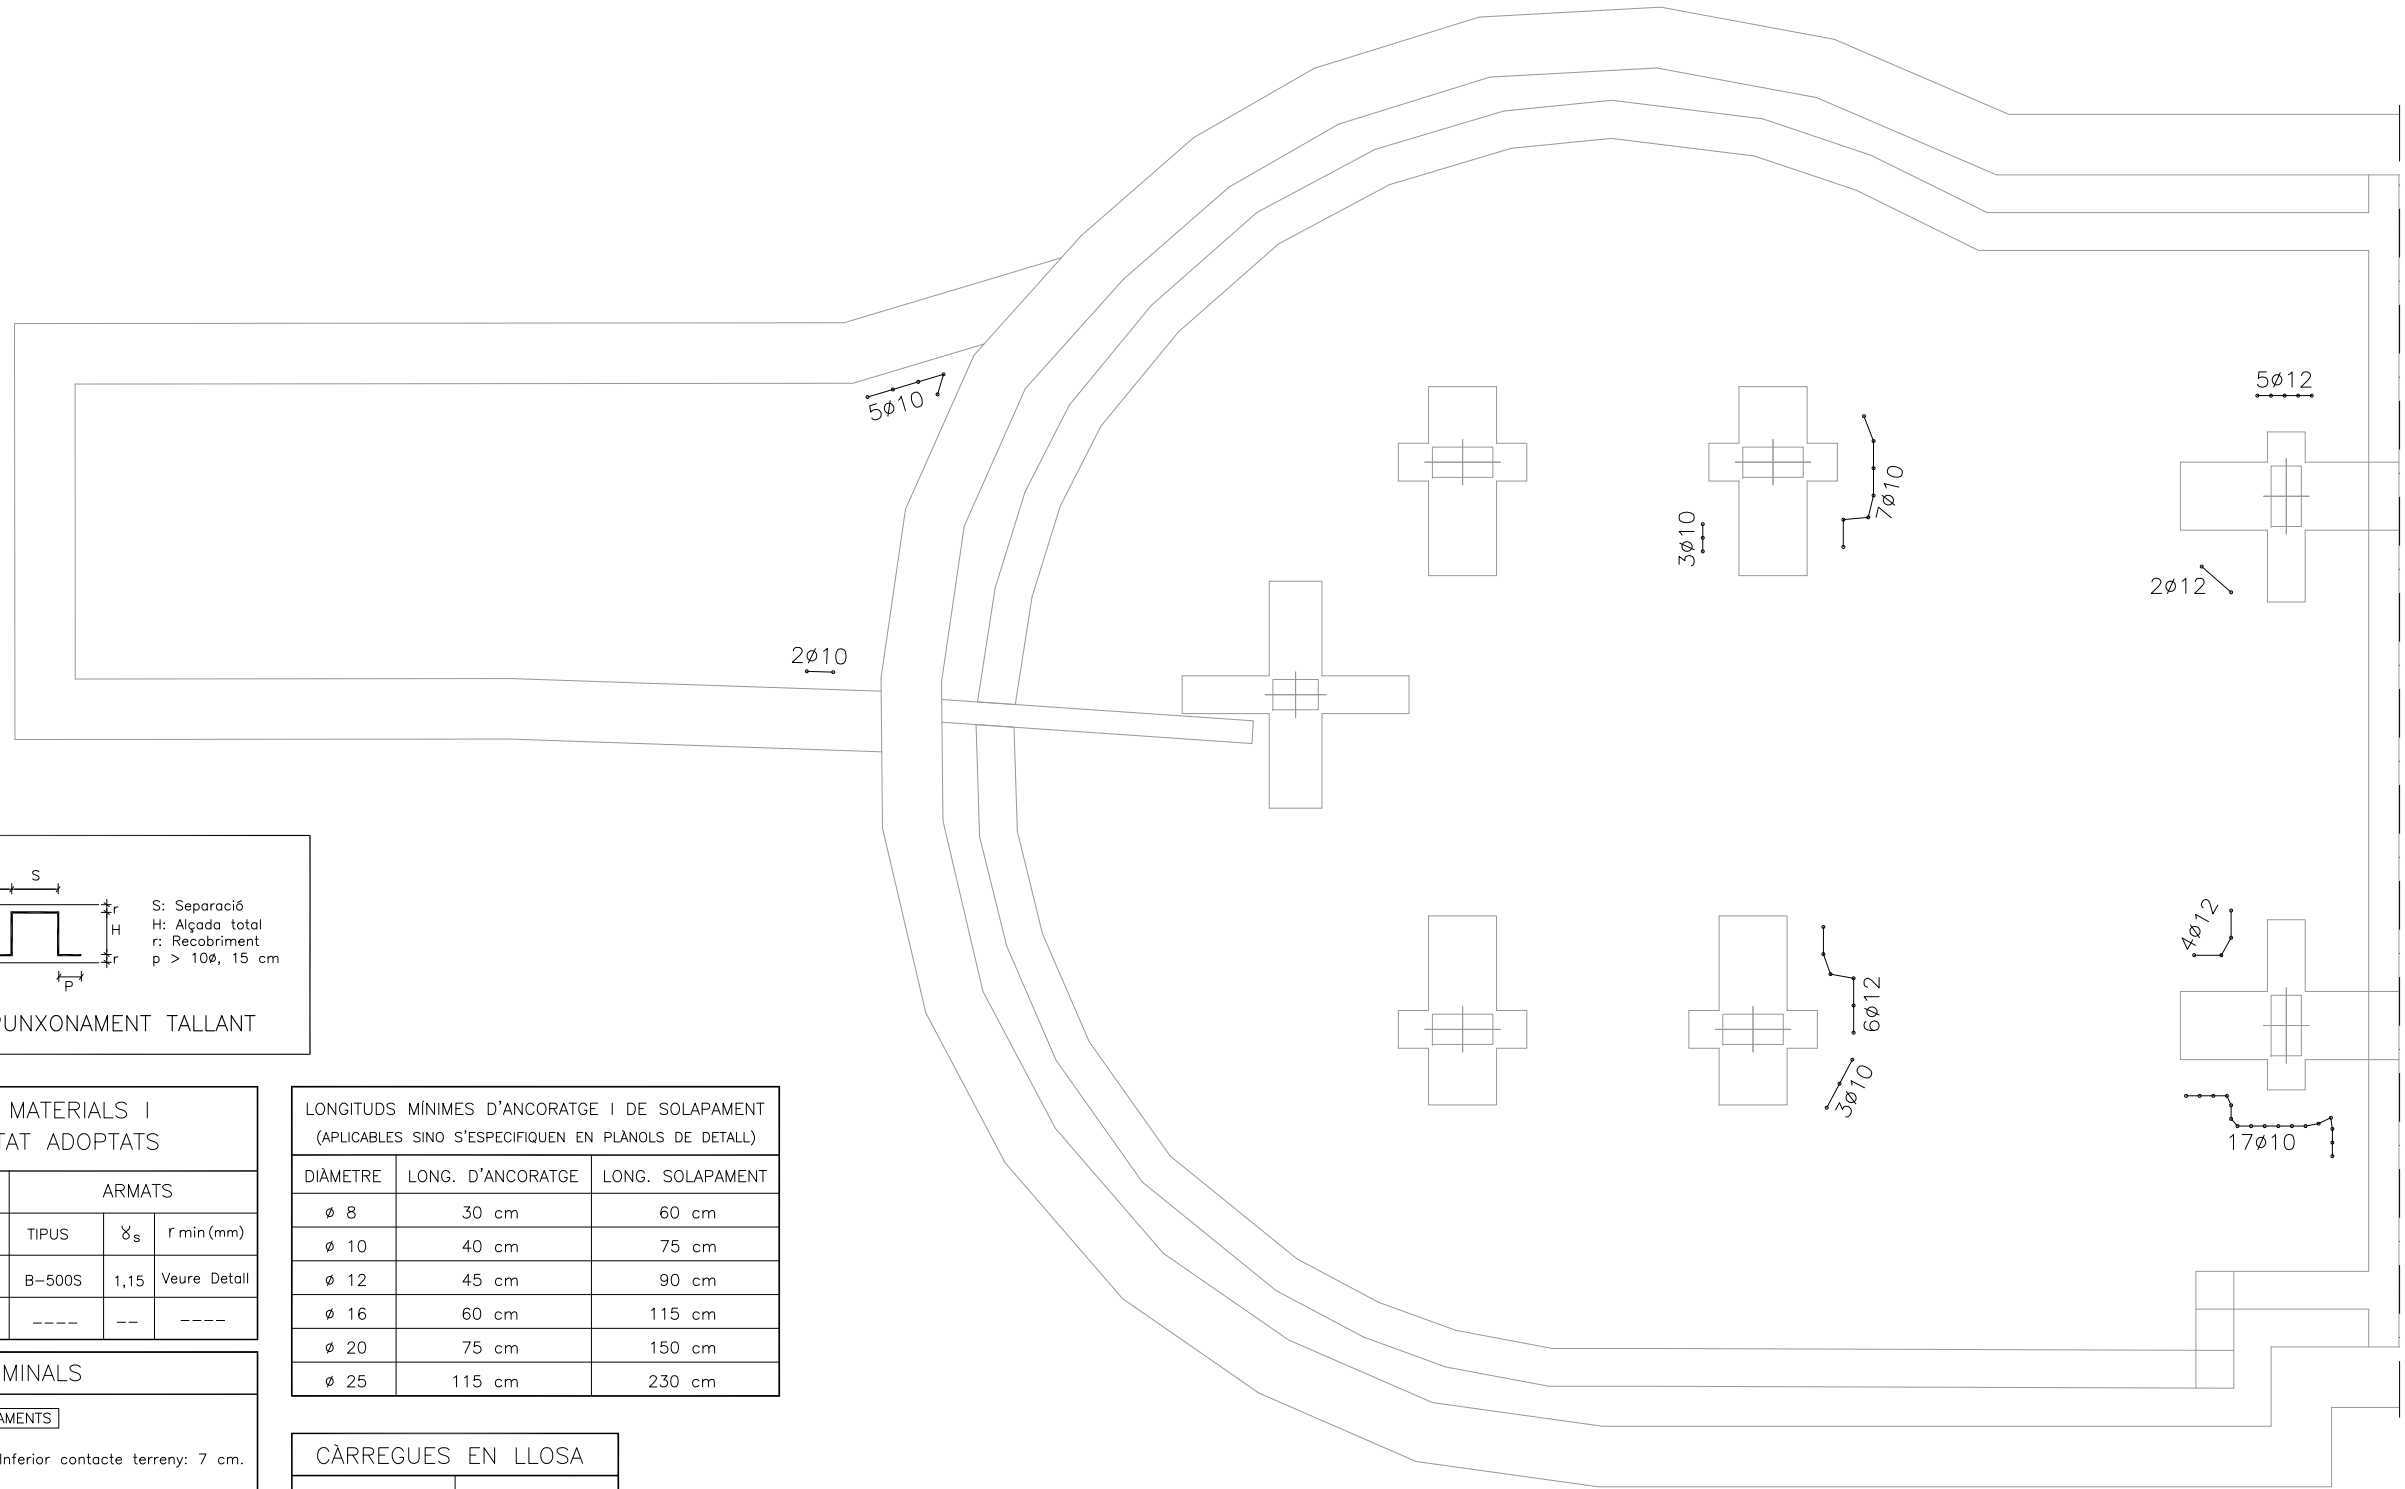 5ø12
5ø10
7ø10
3ø10
2ø12
2ø10
S
r
H
r
P
S: Separació
H: Alçada total
r: Recobriment
p > 10ø, 15 cm
PUNXONAMENT TALLANT
4ø12
6ø12
3ø10
17ø10
MATERIALS I
TAT ADOPTATS
ARMATS
TIPUS ɣs r min(mm)
B-500S 1,15 Veure Detall
---- -- ----
MINALS
AMENTS
Inferior contacte terreny: 7 cm.
LONGITUDS MÍNIMES D'ANCORATGE I DE SOLAPAMENT
(APLICABLES SINO S'ESPECIFIQUEN EN PLÀNOLS DE DETALL)
DIÀMETRE LONG. D'ANCORATGE LONG. SOLAPAMENT
ø 8 30 cm 60 cm
ø 10 40 cm 75 cm
ø 12 45 cm 90 cm
ø 16 60 cm 115 cm
ø 20 75 cm 150 cm
ø 25 115 cm 230 cm
CÀRREGUES EN LLOSA